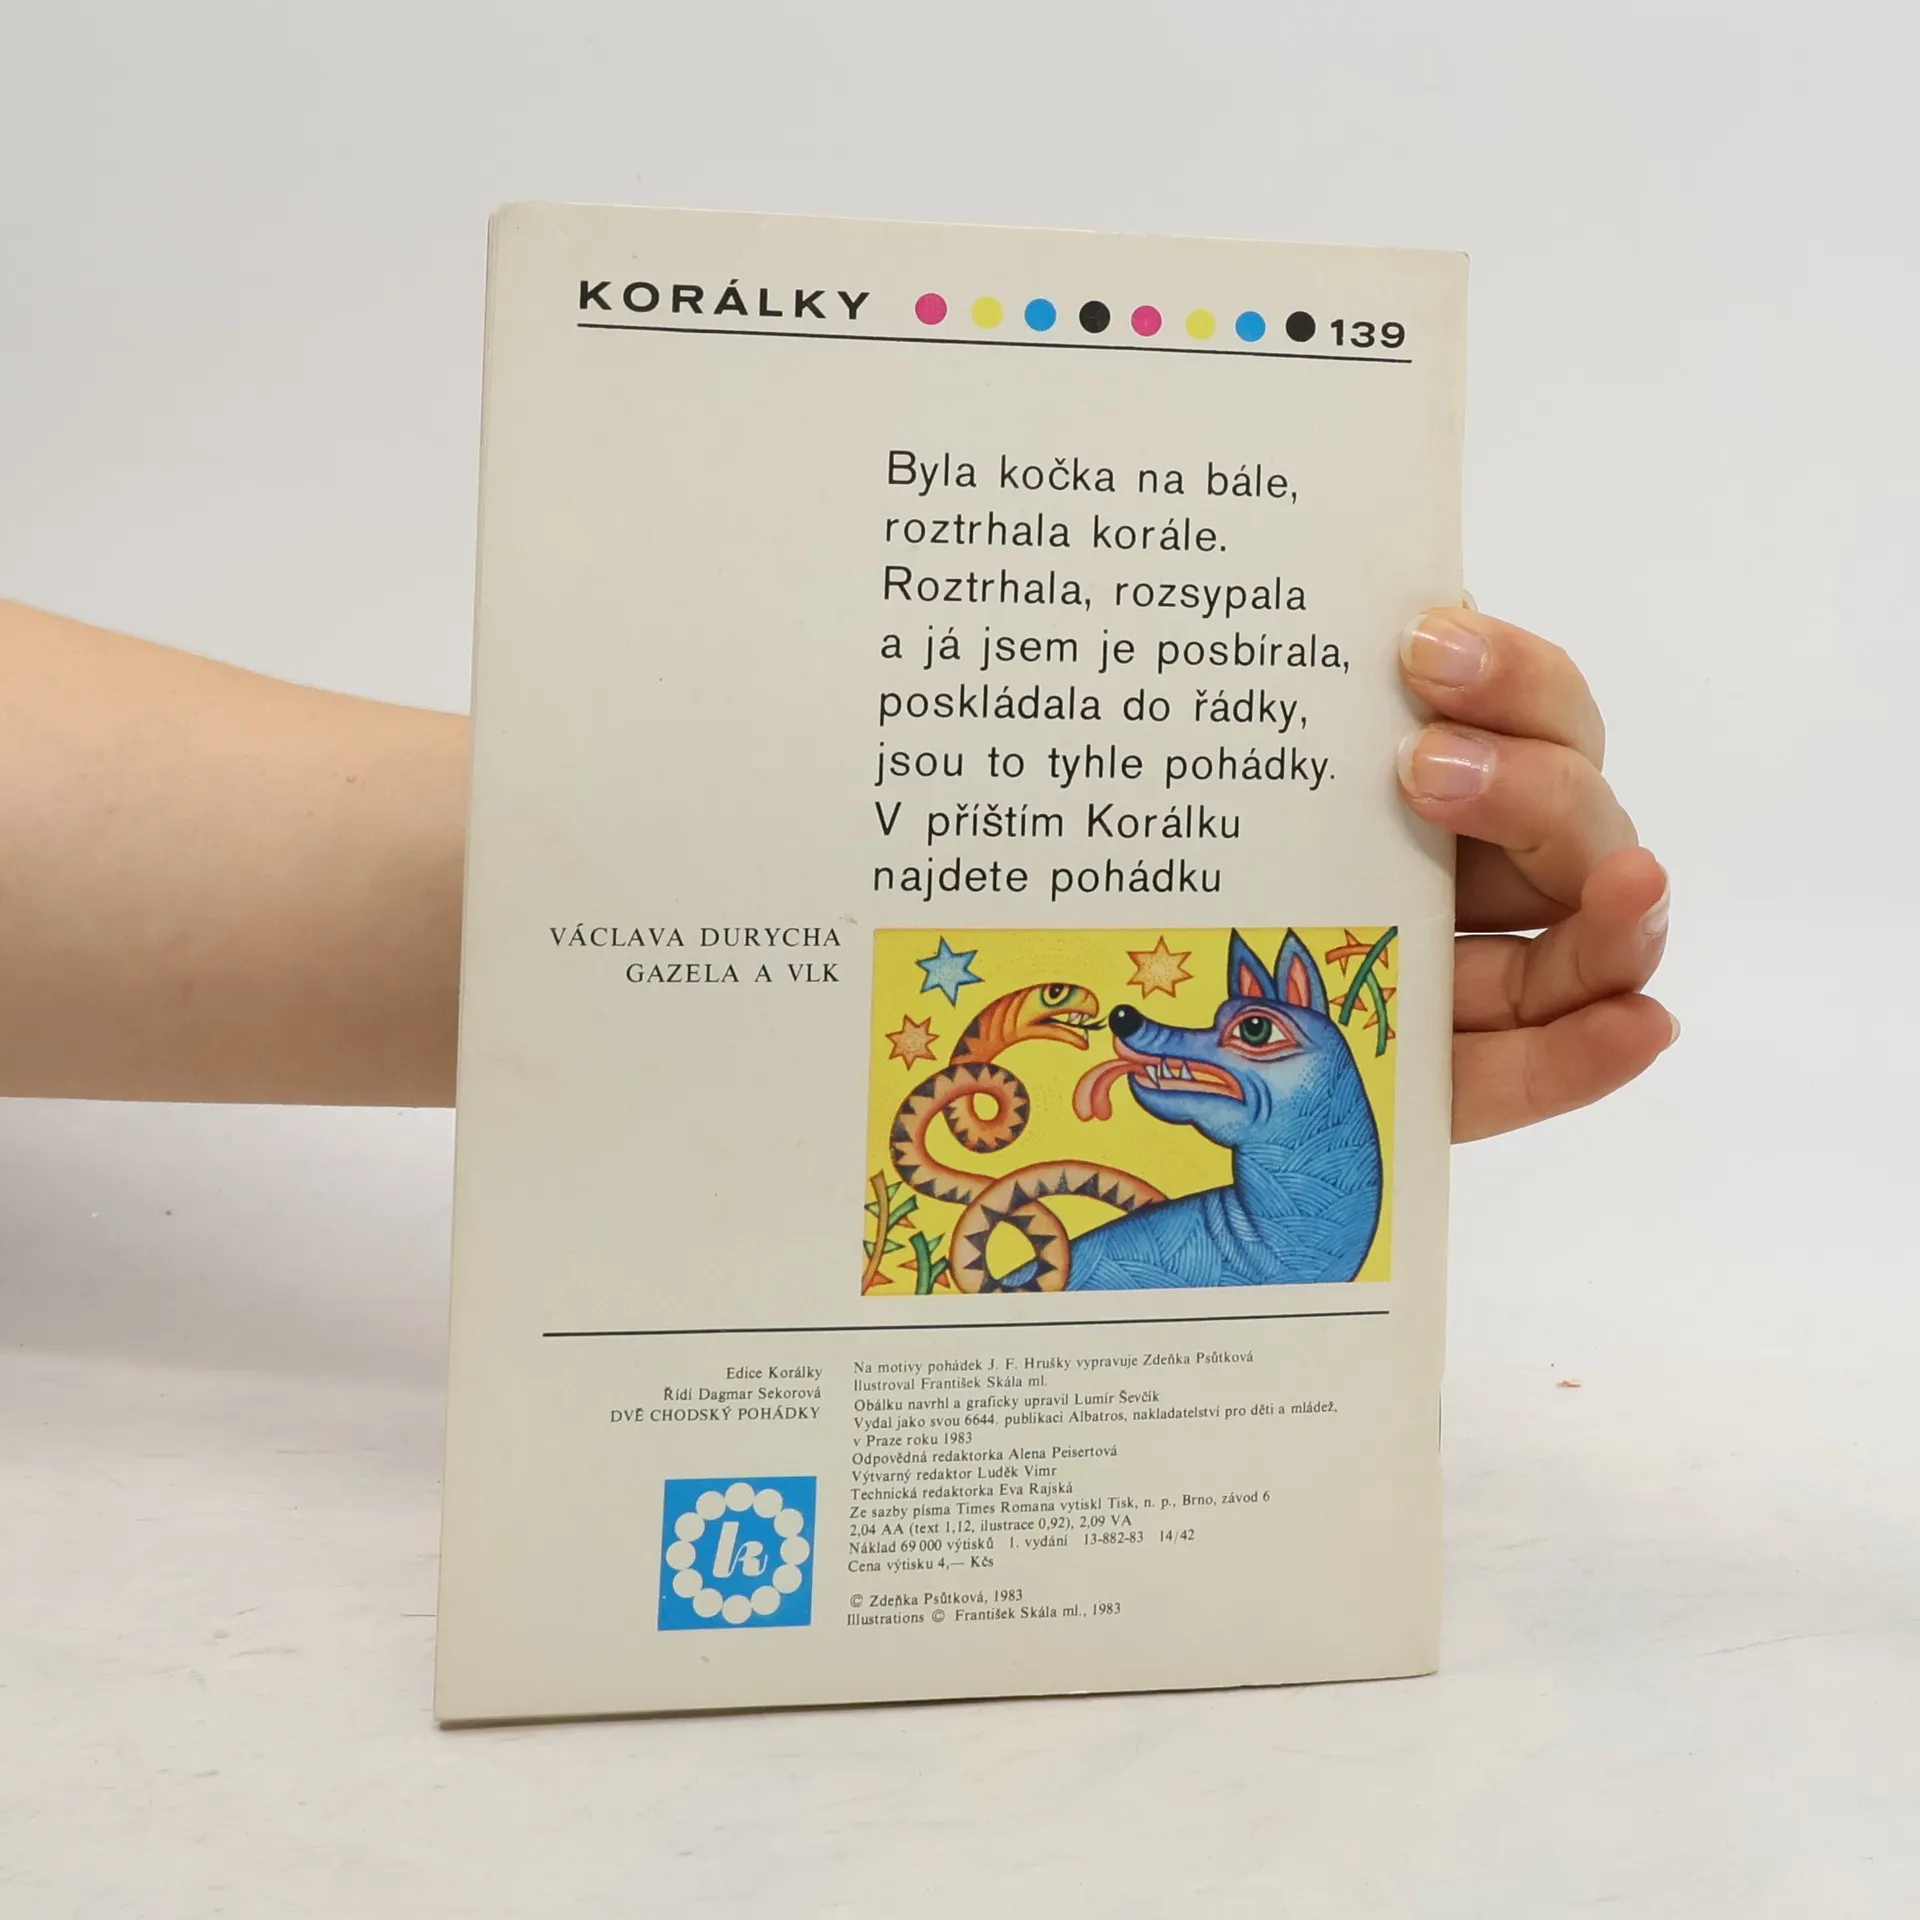 KORÁLKY 139
Byla kočka na bále,
roztrhala korále.
Roztrhala, rozsypala
a já jsem je posbírala,
poskládala do řádky,
jsou to tyhle pohádky.
V příštím Korálku
najdete pohádku
VÁCLAVA DURYCHA
GAZELA A VLK
Edice Korálky
Řídí Dagmar Sekorová
DVĚ CHODSKÝ POHÁDKY
k
Na motivy pohádek J. F. Hrušky vypravuje Zdeňka Psůtková
Ilustroval František Skála ml.
Obálku navrhl a graficky upravil Lumír Ševčík
Vydal jako svou 6644. publikaci Albatros, nakladatelství pro děti a mládež,
v Praze roku 1983
Odpovědná redaktorka Alena Peisertová
Výtvarný redaktor Luděk Vimr
Technická redaktorka Eva Rajská
Ze sazby písma Times Romana vytiskl Tisk, n. p., Brno, závod 6
2,04 AA (text 1,12, ilustrace 0,92), 2,09 VA
Náklad 69 000 výtisků 1. vydání 13-882-83 14/42
Cena výtisku 4,— Kčs
© Zdeňka Psůtková, 1983
Illustrations © František Skála ml., 1983